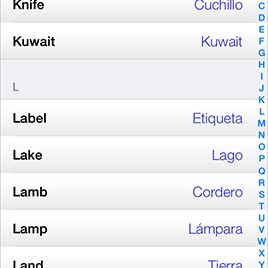 Knife Cuchillo
Kuwait Kuwait
L
Label Etiqueta
Lake Lago
Lamb Cordero
Lamp Lámpara
Land Tierra
C
D
E
F
G
H
I
J
K
L
M
N
O
P
Q
R
S
T
U
V
W
X
Y